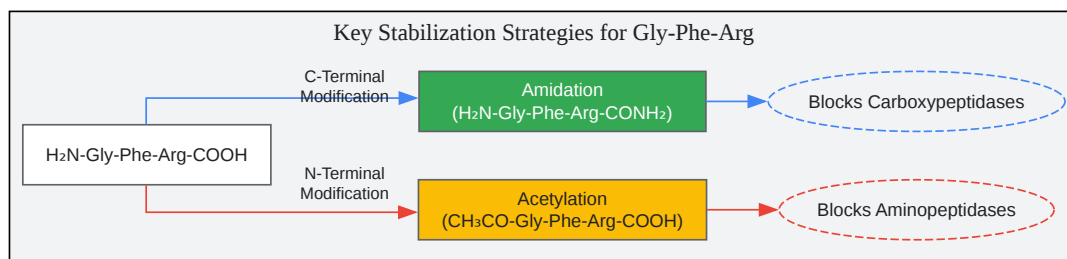 Key Stabilization Strategies for Gly-Phe-Arg
C-Terminal
Modification
Amidation
(H₂N-Gly-Phe-Arg-CONH₂)
Blocks Carboxypeptidases
H₂N-Gly-Phe-Arg-COOH
N-Terminal
Modification
Acetylation
(CH₃CO-Gly-Phe-Arg-COOH)
Blocks Aminopeptidases